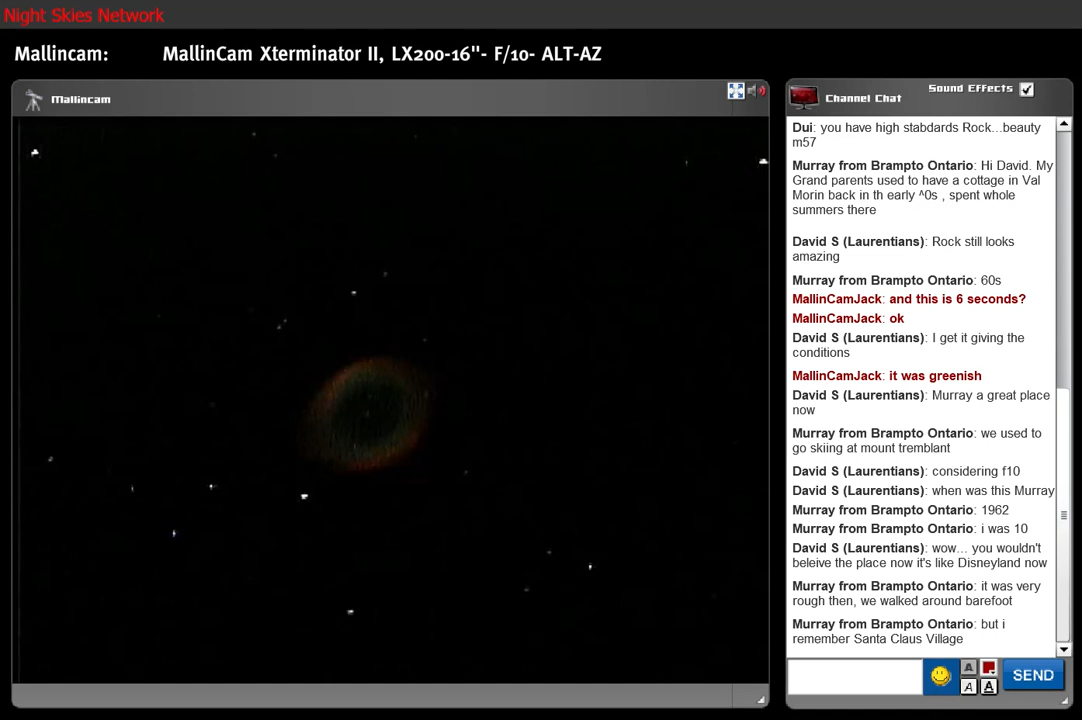 Night Skies Network
Mallincam: MallinCam Xterminator II, LX200-16"- F/10- ALT-AZ
Mallincam
Channel Chat
Sound Effects
Dui: you have high stabdards Rock...beauty
m57
Murray from Brampto Ontario: Hi David. My
Grand parents used to have a cottage in Val
Morin back in th early ^0s , spent whole
summers there
David S (Laurentians): Rock still looks
amazing
Murray from Brampto Ontario: 60s
MallinCamJack: and this is 6 seconds?
MallinCamJack: ok
David S (Laurentians): I get it giving the
conditions
MallinCamJack: it was greenish
David S (Laurentians): Murray a great place
now
Murray from Brampto Ontario: we used to
go skiing at mount tremblant
David S (Laurentians): considering f10
David S (Laurentians): when was this Murray
Murray from Brampto Ontario: 1962
Murray from Brampto Ontario: i was 10
David S (Laurentians): wow... you wouldn't
beleive the place now it's like Disneyland now
Murray from Brampto Ontario: it was very
rough then, we walked around barefoot
Murray from Brampto Ontario: but i
remember Santa Claus Village
A
A A
SEND